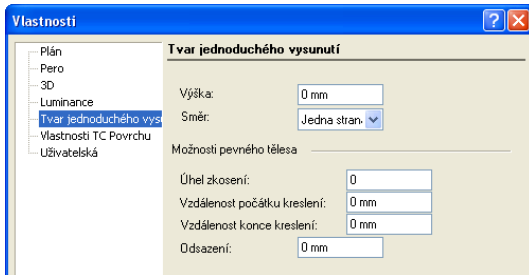 Vlastnosti
Plán
Pero
3D
Luminance
Tvar jednoduchého vysu
Vlastnosti TC Povrchu
Uživatelská
Tvar jednoduchého vysunutí
Výška: 0 mm
Směr: Jedna stran
Možnosti pevného tělesa
Úhel zkosení: 0
Vzdálenost počátku kreslení: 0 mm
Vzdálenost konce kreslení: 0 mm
Odsazení: 0 mm